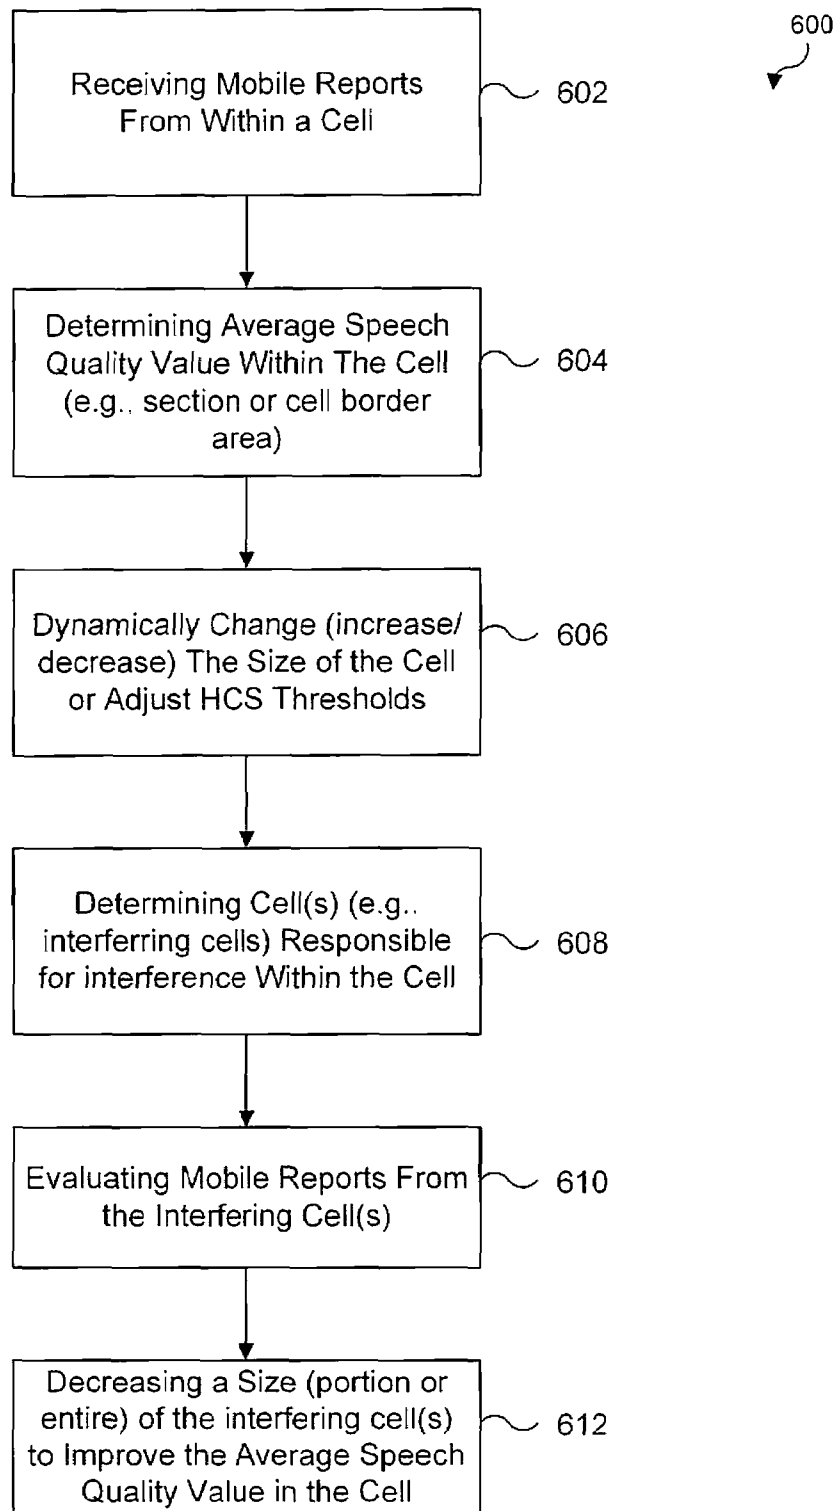 600
Receiving Mobile Reports
From Within a Cell
602
Determining Average Speech
Quality Value Within The Cell
(e.g., section or cell border
area)
604
Dynamically Change (increase/
decrease) The Size of the Cell
or Adjust HCS Thresholds
606
Determining Cell(s) (e.g.,
interferring cells) Responsible
for interference Within the Cell
608
Evaluating Mobile Reports From
the Interfering Cell(s)
610
Decreasing a Size (portion or
entire) of the interfering cell(s)
to Improve the Average Speech
Quality Value in the Cell
612